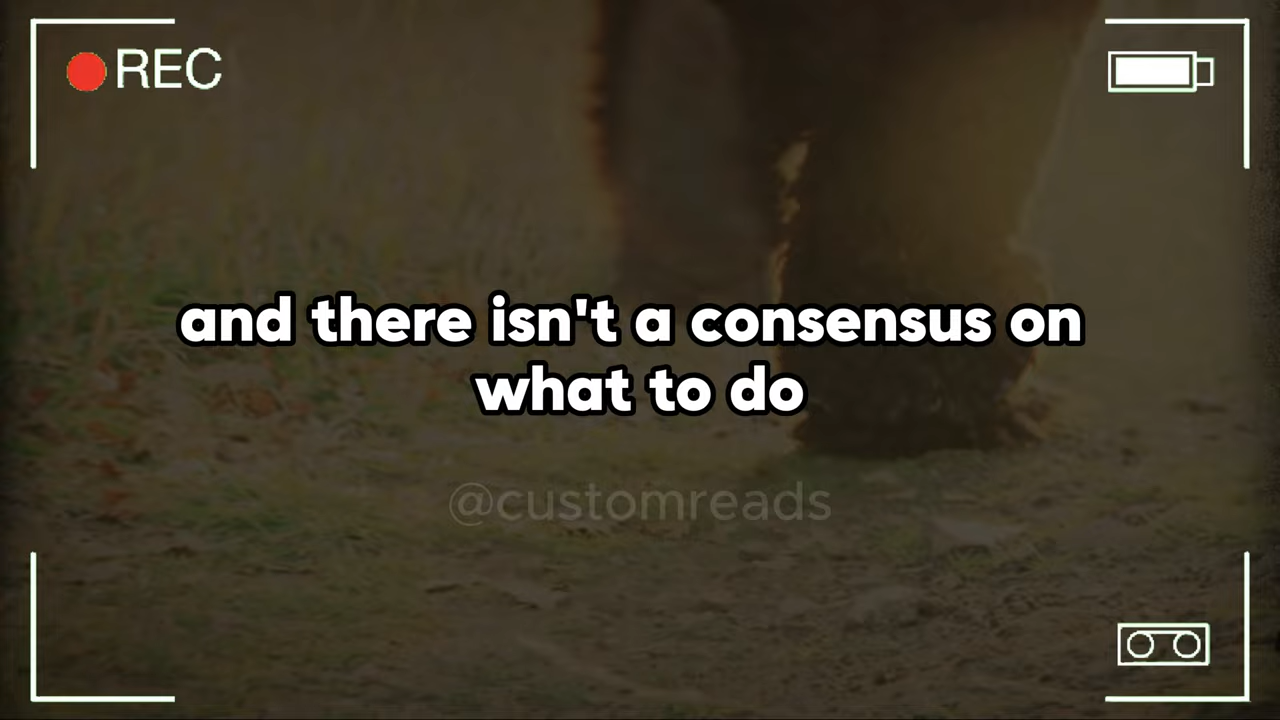 REC
and there isn't a consensus on
what to do
@customreads